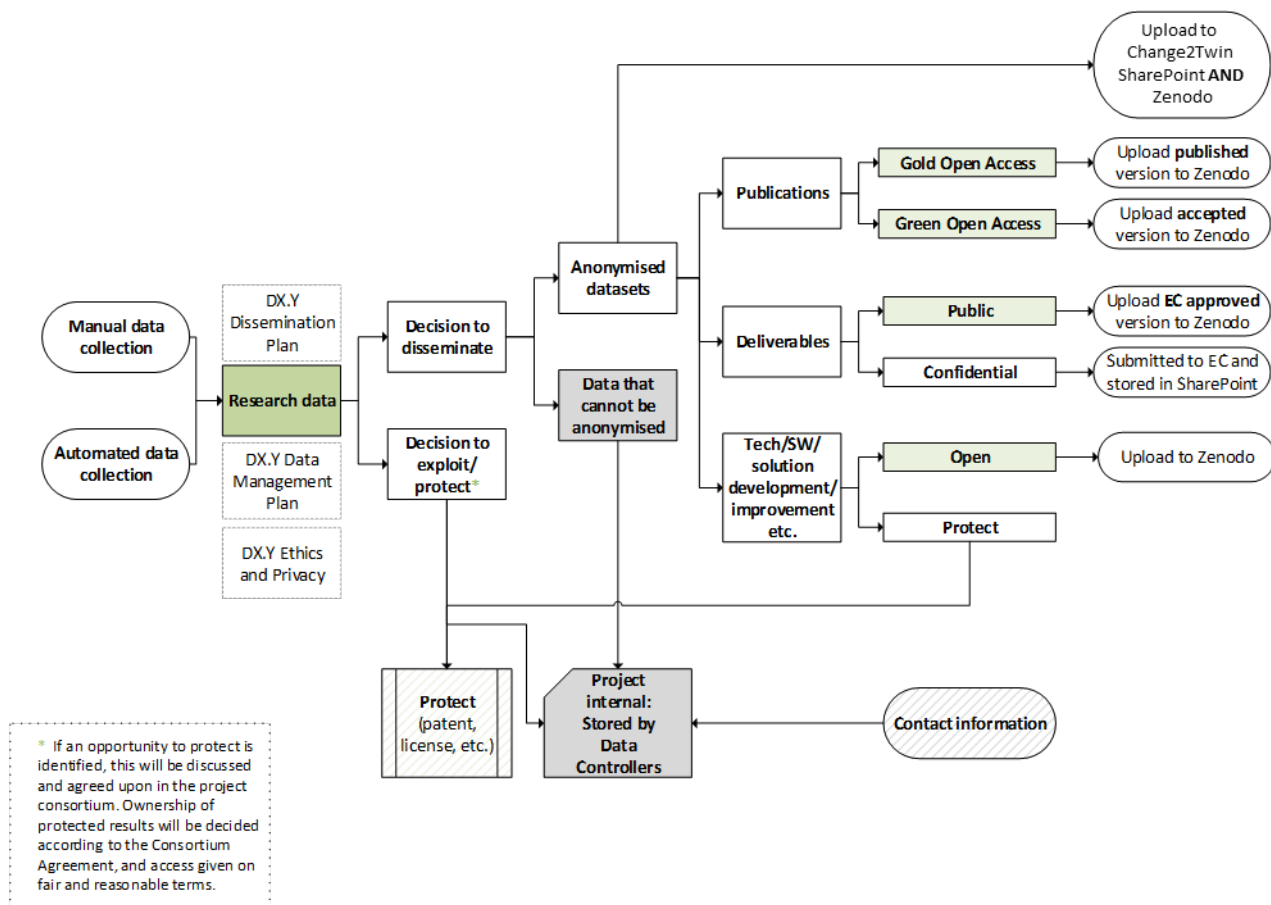 Upload to
Change2Twin
SharePoint AND
Zenodo
Publications
Gold Open Access
Upload published
version to Zenodo
Green Open Access
Upload accepted
version to Zenodo
Manual data
collection
Automated data
collection
DX.Y
Dissemination
Plan
Research data
DX.Y Data
Management
Plan
DX.Y Ethics
and Privacy
Decision to
disseminate
Decision to
exploit/
protect*
Anonymised
datasets
Data that
cannot be
anonymised
Deliverables
Public
Upload EC approved
version to Zenodo
Confidential
Submitted to EC and
stored in SharePoint
Tech/SW/
solution
development/
improvement
etc.
Open
Upload to Zenodo
Protect
Protect
(patent,
license, etc.)
Project
internal:
Stored by
Data
Controllers
Contact information
* If an opportunity to protect is
identified, this will be discussed
and agreed upon in the project
consortium. Ownership of
protected results will be decided
according to the Consortium
Agreement, and access given on
fair and reasonable terms.